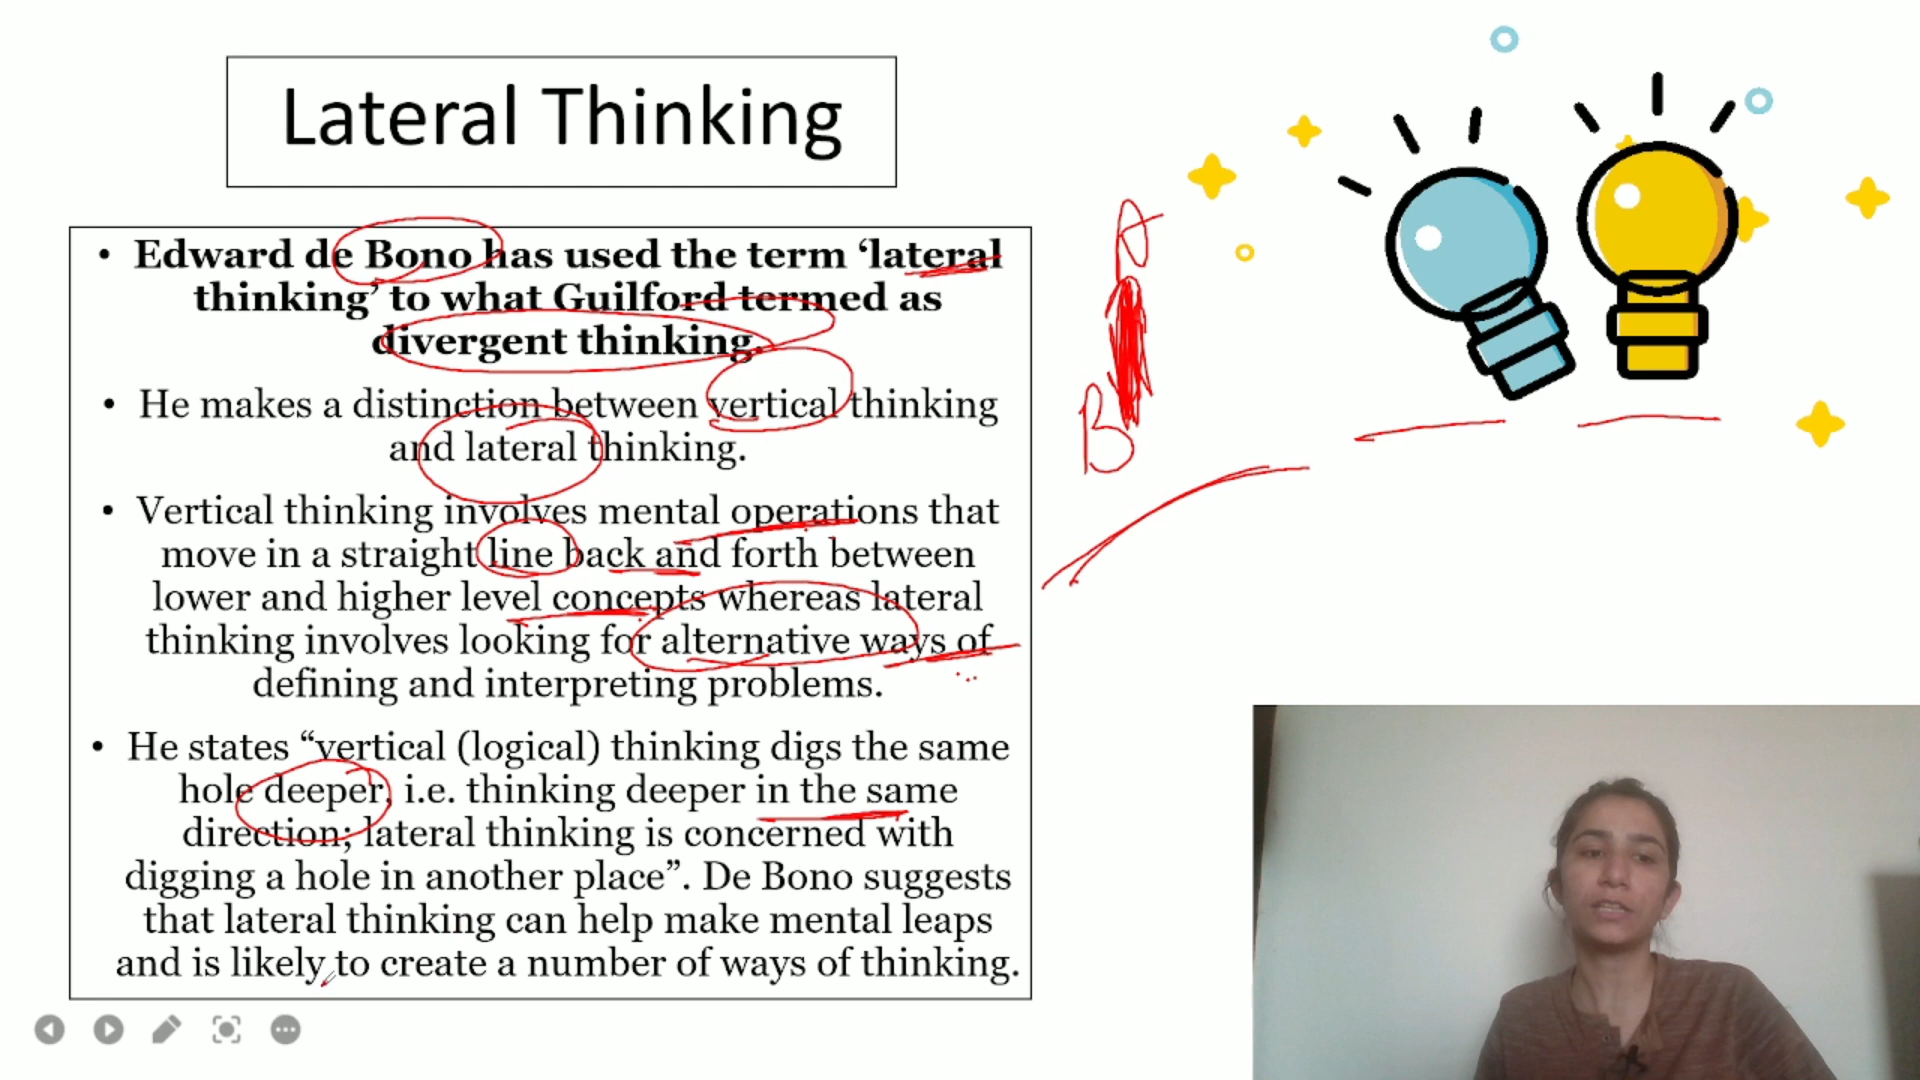 Lateral Thinking
• Edward de Bono has used the term ‘lateral
thinking’ to what Guilford termed as
divergent thinking.
• He makes a distinction between vertical thinking
and lateral thinking.
• Vertical thinking involves mental operations that
move in a straight line back and forth between
lower and higher level concepts whereas lateral
thinking involves looking for alternative ways of
defining and interpreting problems.
• He states “vertical (logical) thinking digs the same
hole deeper, i.e. thinking deeper in the same
direction; lateral thinking is concerned with
digging a hole in another place”. De Bono suggests
that lateral thinking can help make mental leaps
and is likely to create a number of ways of thinking.
A
B